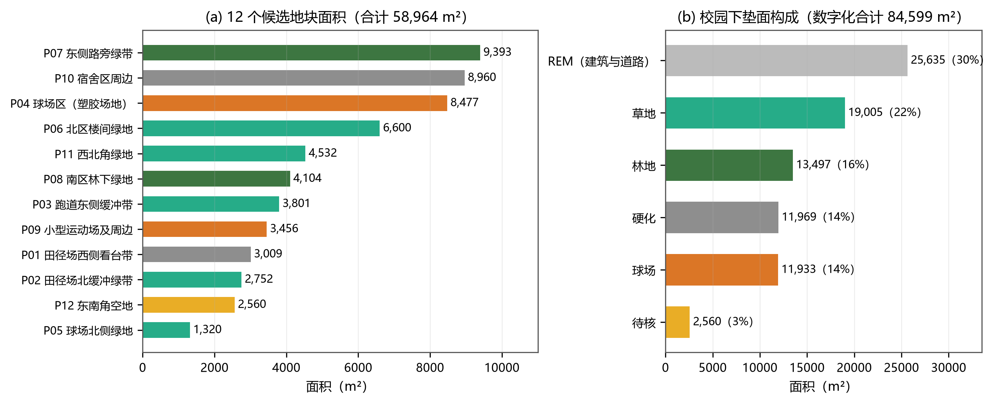 (a) 12 个候选地块面积（合计 58,964 m²）
P07 东侧路旁绿带 9,393
P10 宿舍区周边 8,960
P04 球场区（塑胶场地） 8,477
P06 北区楼间绿地 6,600
P11 西北角绿地 4,532
P08 南区林下绿地 4,104
P03 跑道东侧缓冲带 3,801
P09 小型运动场及周边 3,456
P01 田径场西侧看台带 3,009
P02 田径场北缓冲绿带 2,752
P12 东南角空地 2,560
P05 球场北侧绿地 1,320
0 2000 4000 6000 8000 10000
面积（m²）
(b) 校园下垫面构成（数字化合计 84,599 m²）
REM（建筑与道路） 25,635（30%）
草地 19,005（22%）
林地 13,497（16%）
硬化 11,969（14%）
球场 11,933（14%）
待核 2,560（3%）
0 5000 10000 15000 20000 25000 30000
面积（m²）